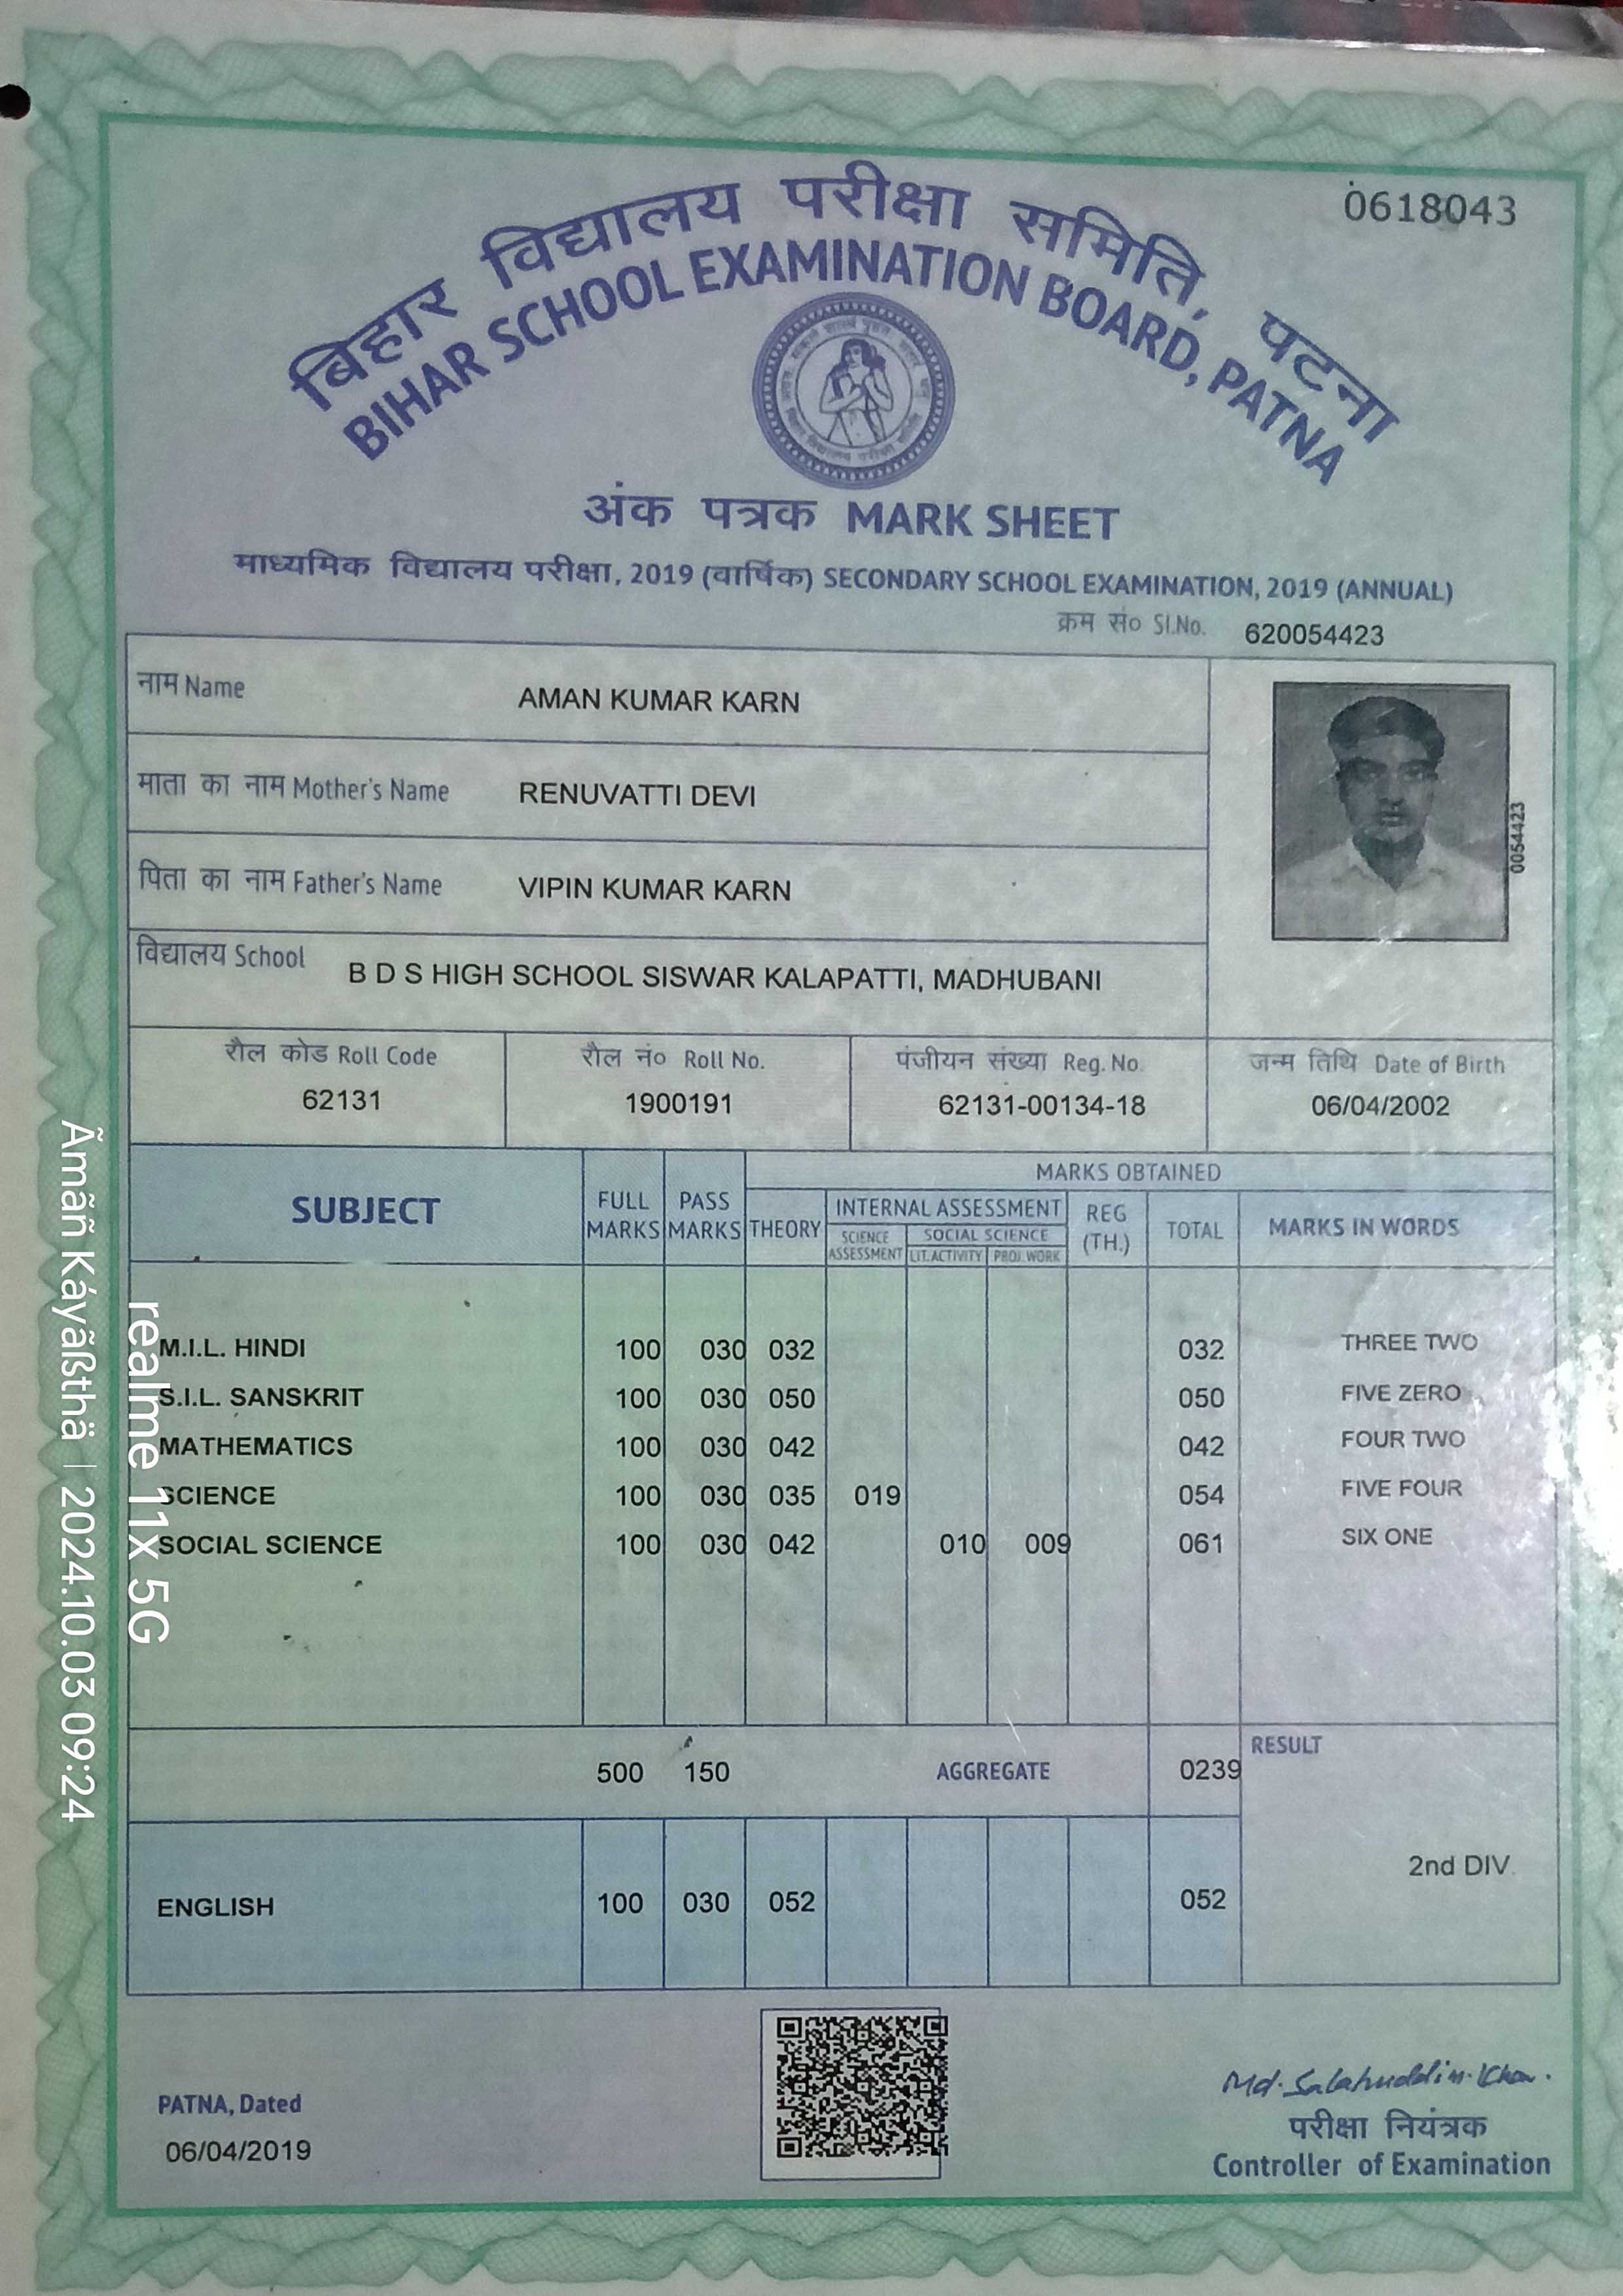 0618043
बिहार विद्यालय परीक्षा समिति, पटना
BIHAR SCHOOL EXAMINATION BOARD, PATNA
अंक पत्रक MARK SHEET
माध्यमिक विद्यालय परीक्षा, 2019 (वार्षिक) SECONDARY SCHOOL EXAMINATION, 2019 (ANNUAL)
क्रम सं० Sl.No. 620054423
नाम Name AMAN KUMAR KARN
माता का नाम Mother's Name RENUVATTI DEVI
0054423
पिता का नाम Father's Name VIPIN KUMAR KARN
विद्यालय School B D S HIGH SCHOOL SISWAR KALAPATTI, MADHUBANI
रौल कोड Roll Code रौल नं० Roll No. पंजीयन संख्या Reg. No. जन्म तिथि Date of Birth
62131 1900191 62131-00134-18 06/04/2002
MARKS OBTAINED
SUBJECT FULL MARKS PASS MARKS THEORY INTERNAL ASSESSMENT REG (TH.) TOTAL MARKS IN WORDS
SCIENCE ASSESSMENT SOCIAL SCIENCE
LIT.ACTIVITY PROJ. WORK
M.I.L. HINDI 100 030 032 032 THREE TWO
S.I.L. SANSKRIT 100 030 050 050 FIVE ZERO
MATHEMATICS 100 030 042 042 FOUR TWO
SCIENCE 100 030 035 019 054 FIVE FOUR
SOCIAL SCIENCE 100 030 042 010 009 061 SIX ONE
500 150 AGGREGATE 0239 RESULT
2nd DIV.
ENGLISH 100 030 052 052
PATNA, Dated
06/04/2019
Md. Salahuddin Khan.
परीक्षा नियंत्रक
Controller of Examination
realme 11x 5G
Ãmãñ Káyãßthä | 2024.10.03 09:24